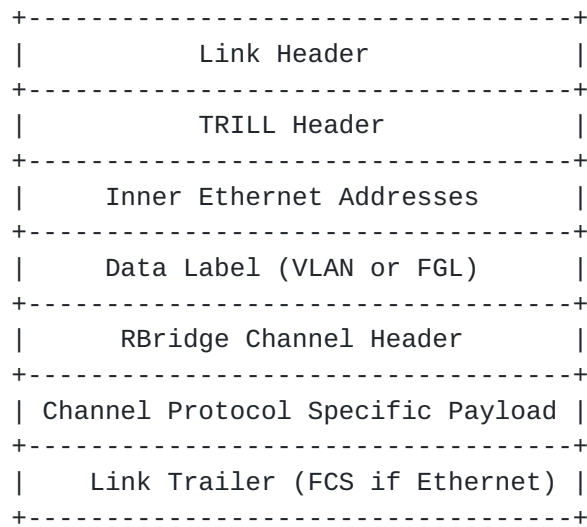 +-----------------------------------+
|            Link Header            |
+-----------------------------------+
|            TRILL Header           |
+-----------------------------------+
|      Inner Ethernet Addresses     |
+-----------------------------------+
|      Data Label (VLAN or FGL)     |
+-----------------------------------+
|       RBridge Channel Header      |
+-----------------------------------+
| Channel Protocol Specific Payload |
+-----------------------------------+
|    Link Trailer (FCS if Ethernet) |
+-----------------------------------+